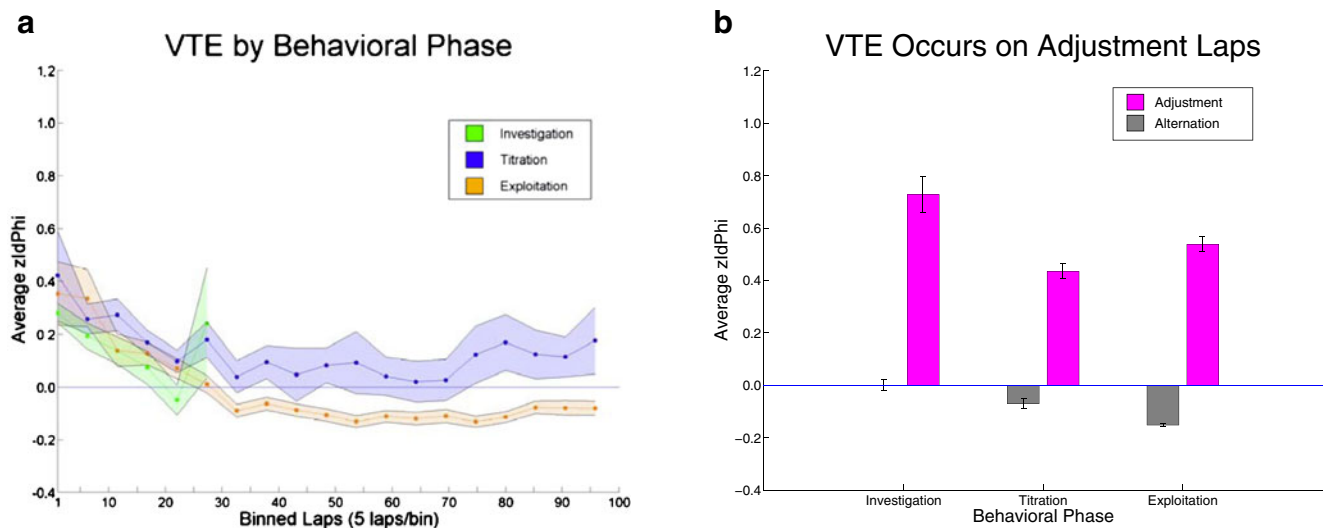 a
VTE by Behavioral Phase
1.2
1.0
0.8
0.6
0.4
0.2
0.0
-0.2
-0.4
Average zIdPhi
Investigation
Titration
Exploitation
1 10 20 30 40 50 60 70 80 90 100
Binned Laps (5 laps/bin)
b
VTE Occurs on Adjustment Laps
1.2
1.0
0.8
0.6
0.4
0.2
0.0
−0.2
−0.4
Average zIdPhi
Adjustment
Alternation
Investigation Titration Exploitation
Behavioral Phase